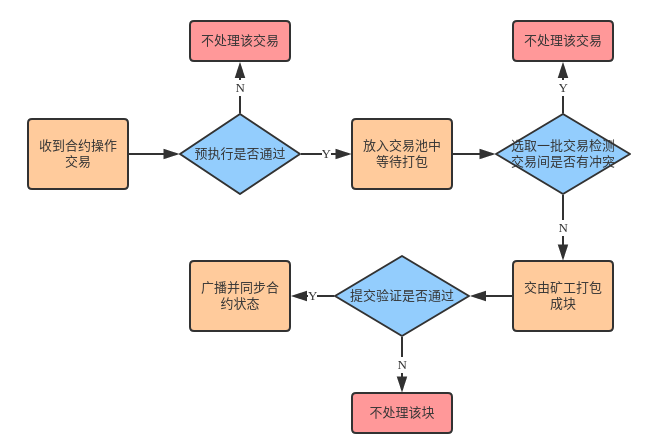 不处理该交易
不处理该交易
N
Y
收到合约操作
交易
预执行是否通过
Y
放入交易池中
等待打包
选取一批交易检测
交易间是否有冲突
N
广播并同步合
约状态
Y
提交验证是否通过
交由矿工打包
成块
N
不处理该块